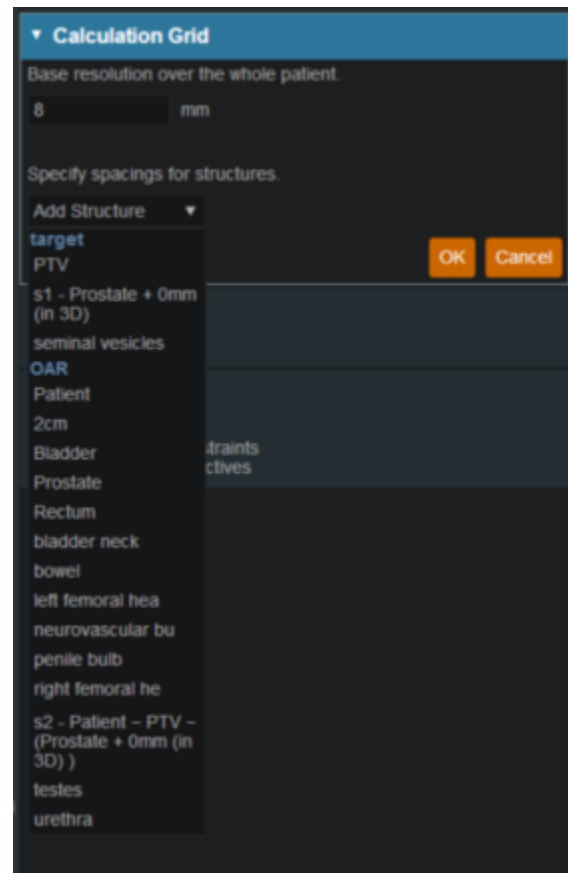 ▼ Calculation Grid
Base resolution over the whole patient.
8 mm
Specify spacings for structures.
Add Structure ▼
target
PTV
OK Cancel
s1 - Prostate + 0mm
(in 3D)
seminal vesicles
OAR
Patient
2cm
Bladder
traints
Prostate
ctives
Rectum
bladder neck
bowel
left femoral hea
neurovascular bu
penile bulb
right femoral he
s2 - Patient – PTV –
(Prostate + 0mm (in
3D) )
testes
urethra